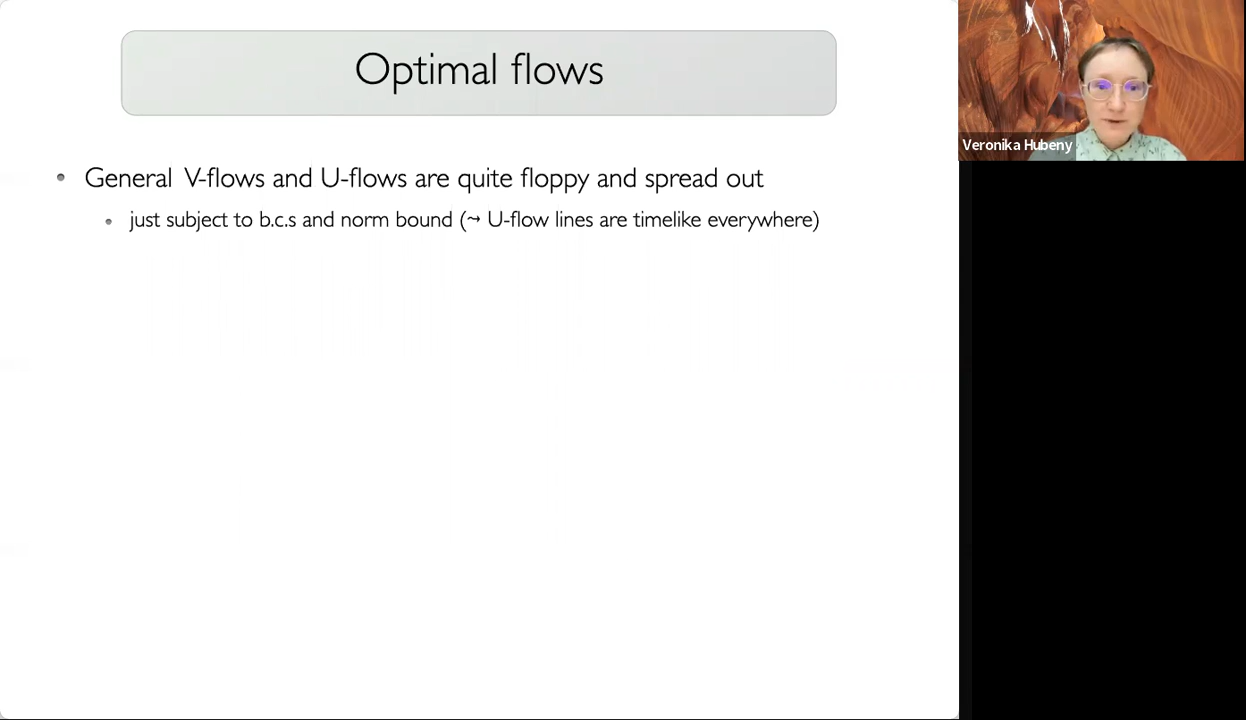 Optimal flows
• General V-flows and U-flows are quite floppy and spread out
• just subject to b.c.s and norm bound (⤳ U-flow lines are timelike everywhere)
Veronika Hubeny